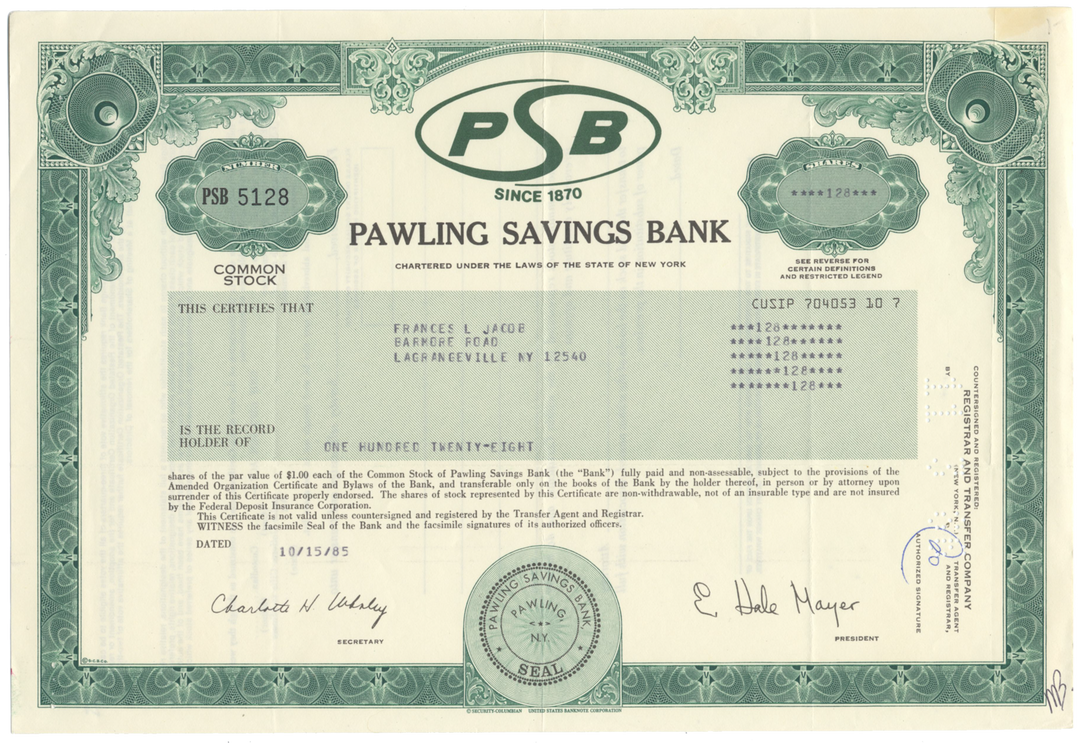 PSB
SINCE 1870
NUMBER
PSB 5128
SHARES
****128***
PAWLING SAVINGS BANK
CHARTERED UNDER THE LAWS OF THE STATE OF NEW YORK
COMMON
STOCK
SEE REVERSE FOR
CERTAIN DEFINITIONS
AND RESTRICTED LEGEND
THIS CERTIFIES THAT
CUSIP 704053 10 7
FRANCES L JACOB
BARMORE ROAD
LAGRANGEVILLE NY 12540
***128*******
****128******
*****128*****
******128****
*******128***
IS THE RECORD
HOLDER OF
ONE HUNDRED TWENTY-EIGHT
shares of the par value of $1.00 each of the Common Stock of Pawling Savings Bank (the “Bank”) fully paid and non-assessable, subject to the provisions of the
Amended Organization Certificate and Bylaws of the Bank, and transferable only on the books of the Bank by the holder thereof, in person or by attorney upon
surrender of this Certificate properly endorsed. The shares of stock represented by this Certificate are non-withdrawable, not of an insurable type and are not insured
by the Federal Deposit Insurance Corporation.
This Certificate is not valid unless countersigned and registered by the Transfer Agent and Registrar.
WITNESS the facsimile Seal of the Bank and the facsimile signatures of its authorized officers.
DATED
10/15/85
Charlotte H
SECRETARY
PAWLING SAVINGS BANK
PAWLING,
N.Y.
SEAL
E Hale Mayer
PRESIDENT
COUNTERSIGNED AND REGISTERED:
REGISTRAR AND TRANSFER COMPANY
TRANSFER AGENT
AND REGISTRAR,
BY
AUTHORIZED SIGNATURE
© SECURITY-COLUMBIAN UNITED STATES BANKNOTE CORPORATION
MB